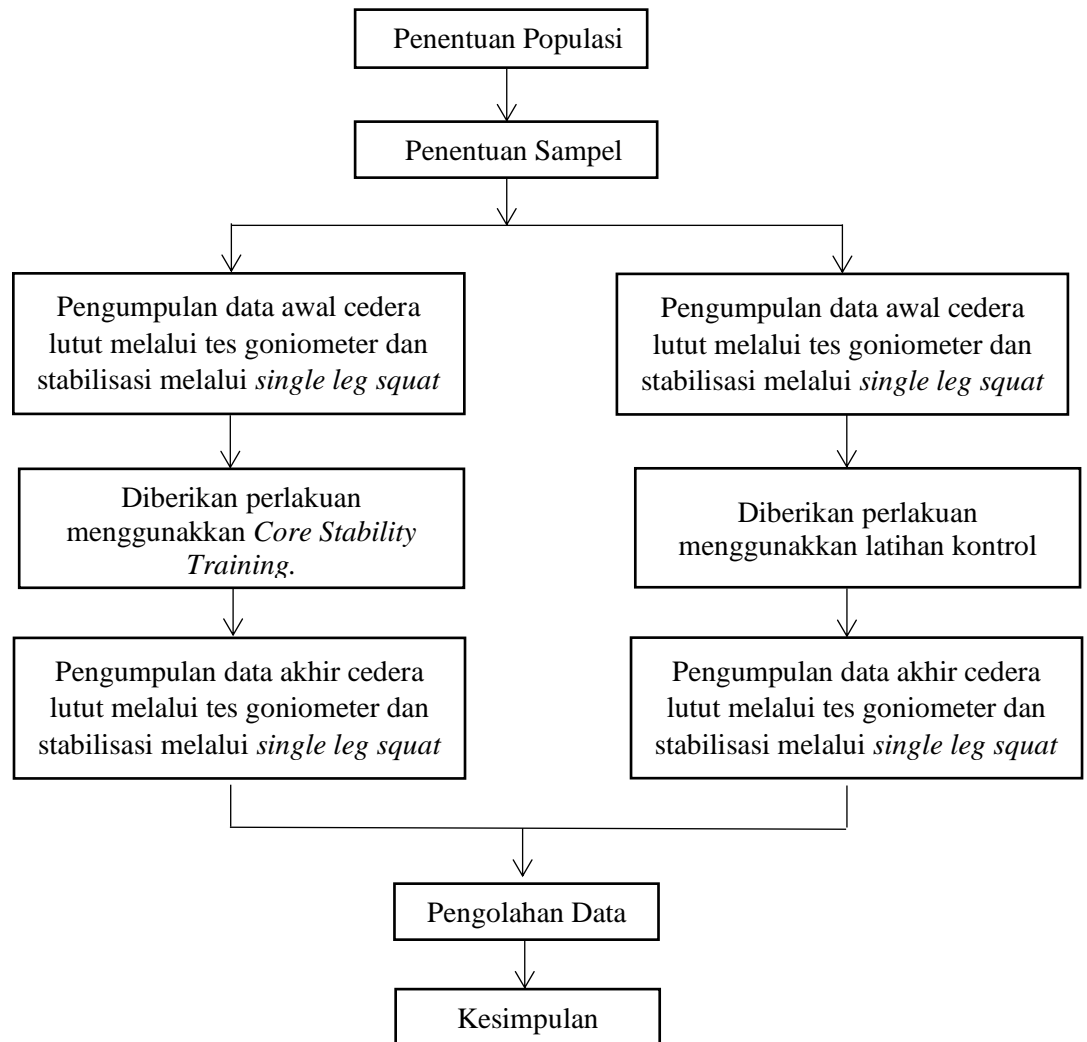 Penentuan Populasi
Penentuan Sampel
Pengumpulan data awal cedera
lutut melalui tes goniometer dan
stabilisasi melalui single leg squat
Pengumpulan data awal cedera
lutut melalui tes goniometer dan
stabilisasi melalui single leg squat
Diberikan perlakuan
menggunakkan Core Stability
Training.
Diberikan perlakuan
menggunakkan latihan kontrol
Pengumpulan data akhir cedera
lutut melalui tes goniometer dan
stabilisasi melalui single leg squat
Pengumpulan data akhir cedera
lutut melalui tes goniometer dan
stabilisasi melalui single leg squat
Pengolahan Data
Kesimpulan